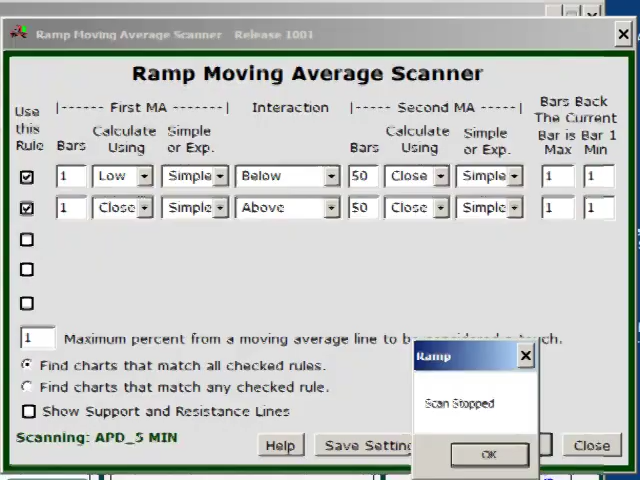 Ramp Moving Average Scanner Release 1001
Ramp Moving Average Scanner
Use this Rule
|------ First MA -------| Interaction |------ Second MA -----|
Bars Back The Current Bar is Bar 1
Bars Calculate Using Simple or Exp. Bars Calculate Using Simple or Exp. Max Min
1 Low Simple Below 50 Close Simple 1 1
1 Close Simple Above 50 Close Simple 1 1
1 Maximum percent from a moving average line to be considered a touch.
Find charts that match all checked rules.
Find charts that match any checked rule.
Show Support and Resistance Lines
Scanning: APD_5 MIN
Help Save Setting Close
Ramp
Scan Stopped
OK